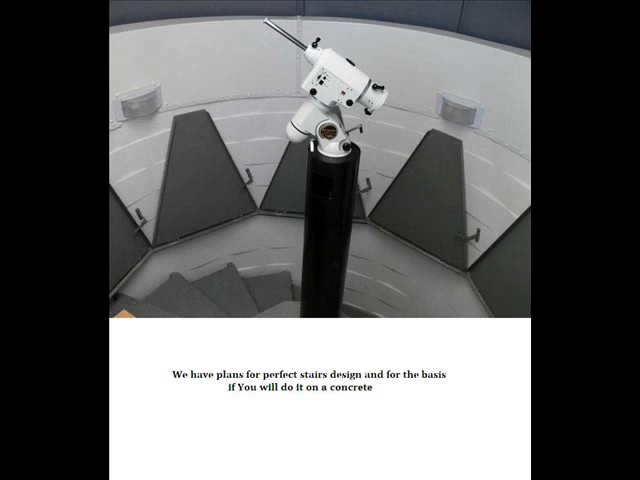 We have plans for perfect stairs design and for the basis
if You will do it on a concrete